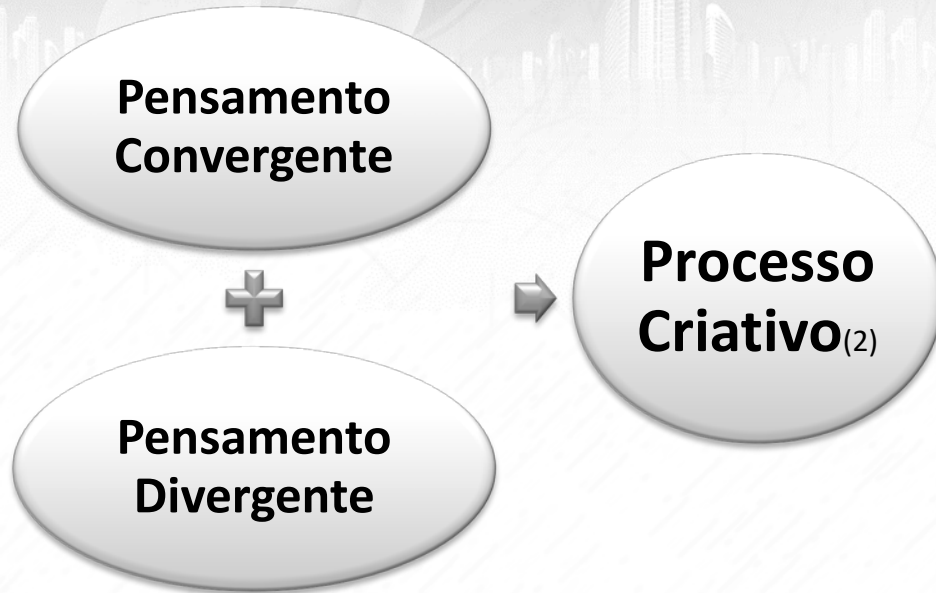 Pensamento
Convergente
Processo
Criativo(2)
Pensamento
Divergente